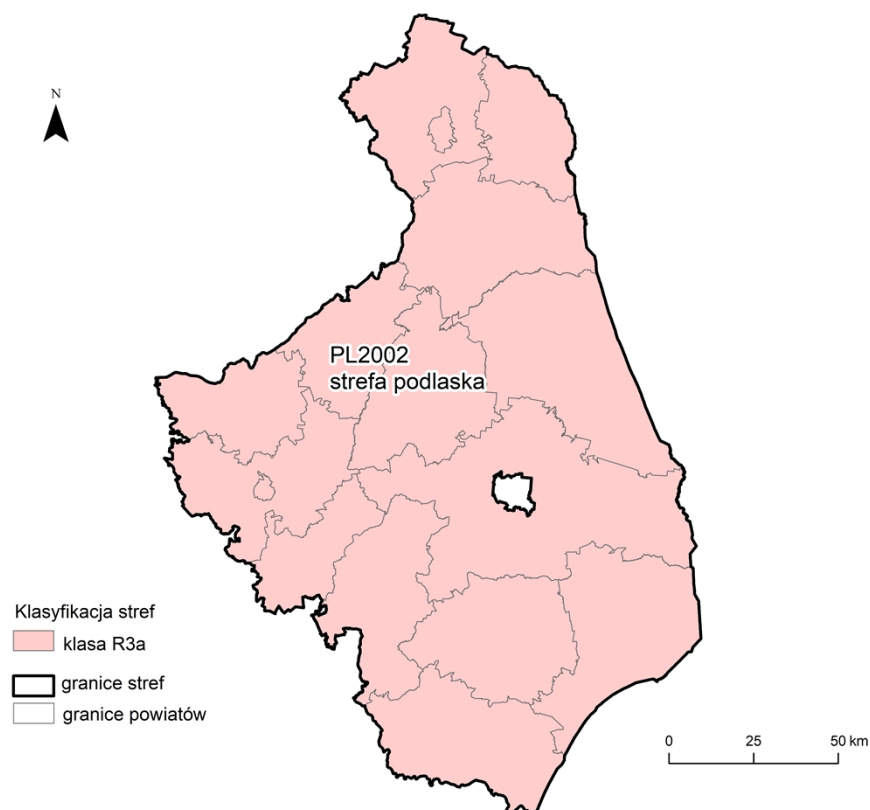 N
PL2002
strefa podlaska
Klasyfikacja stref
klasa R3a
granice stref
granice powiatów
0 25 50 km